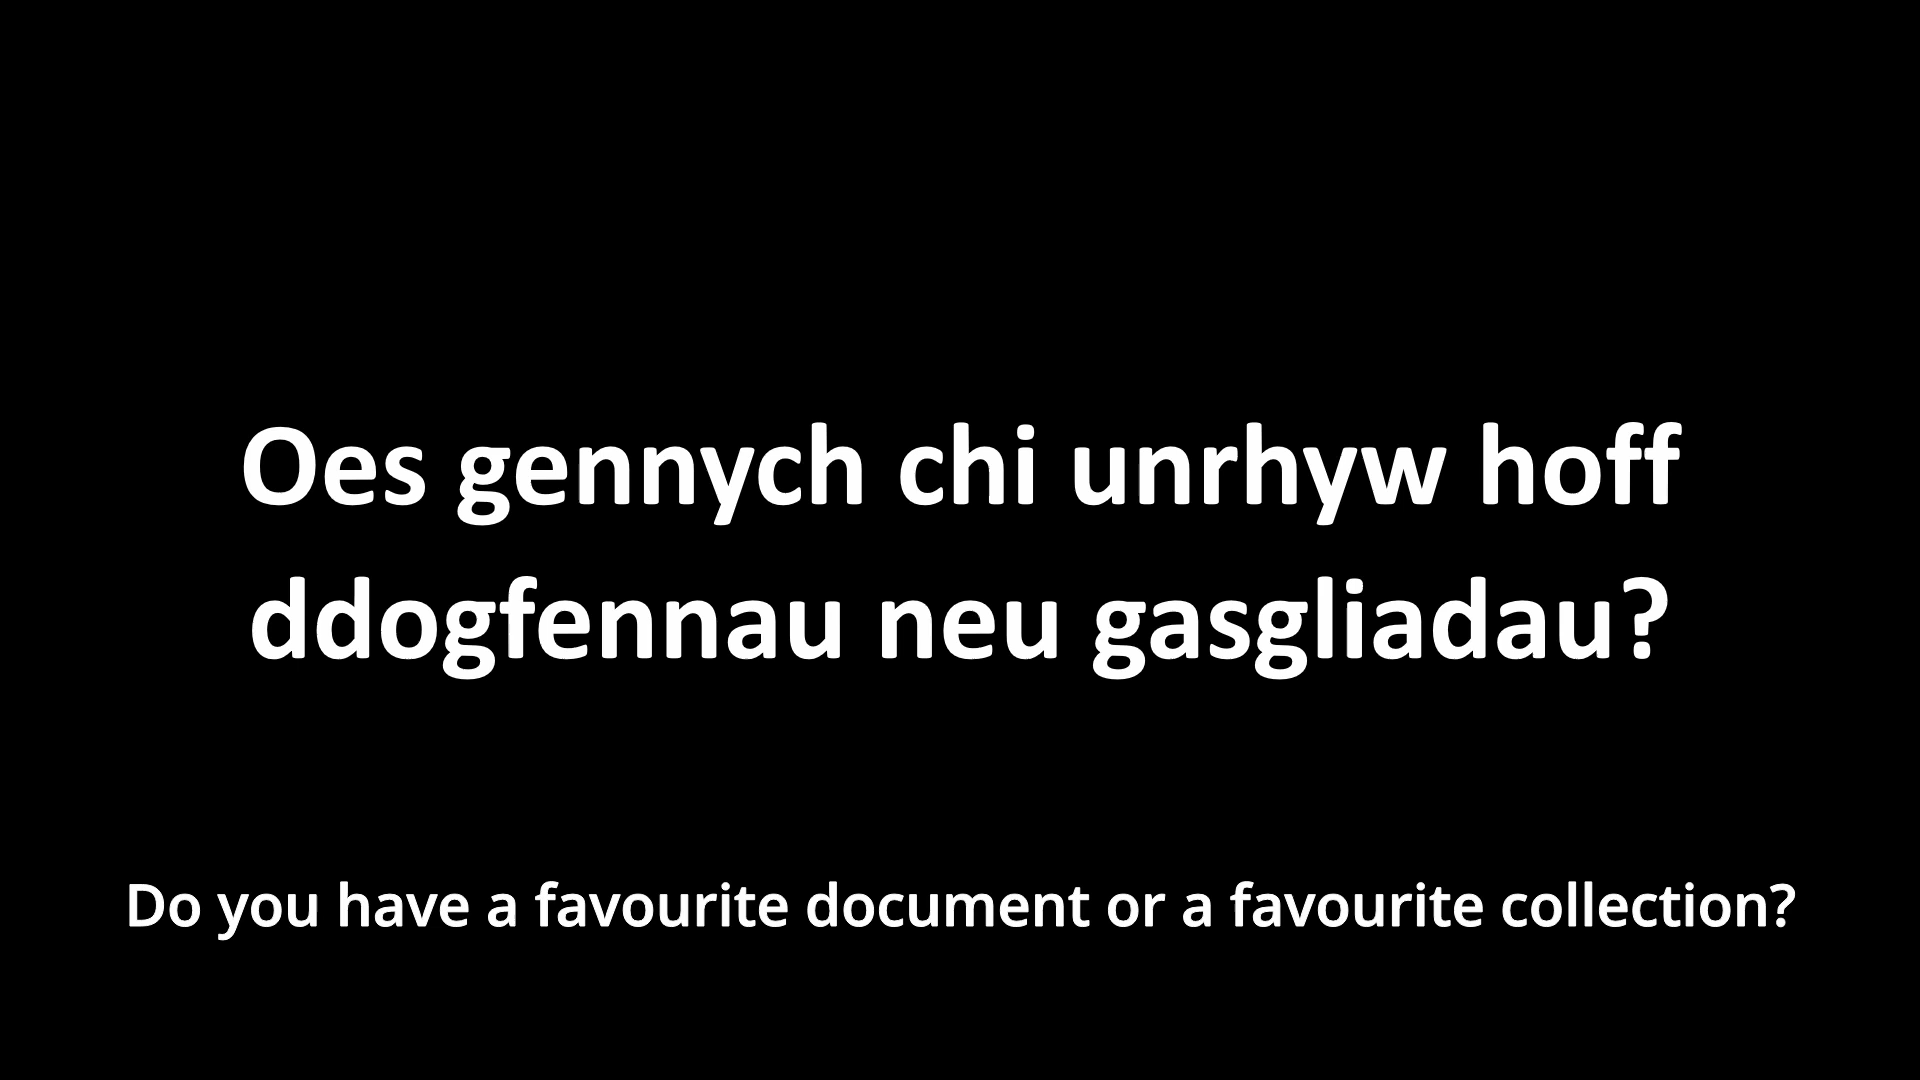 Oes gennych chi unrhyw hoff
ddogfennau neu gasgliadau?
Do you have a favourite document or a favourite collection?